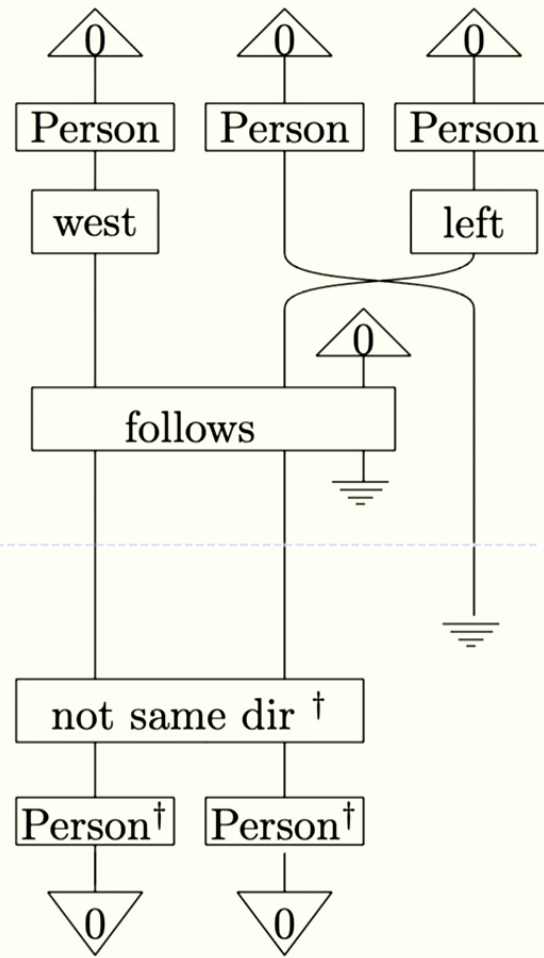 0 0 0
Person Person Person
west left
0
follows
not same dir †
Person† Person†
0 0